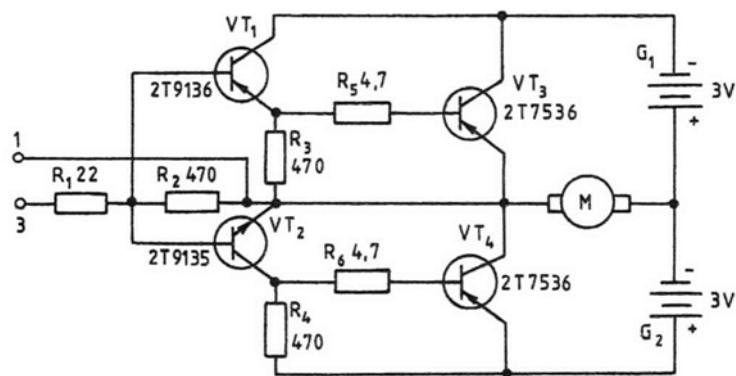 VT1
G1
-
3V
+
2T9136
R5 4,7
VT3
2T7536
R3
470
1
R1 22
R2 470
3
M
VT2
VT4
2T9135
R6 4,7
2T7536
-
3V
+
G2
R4
470